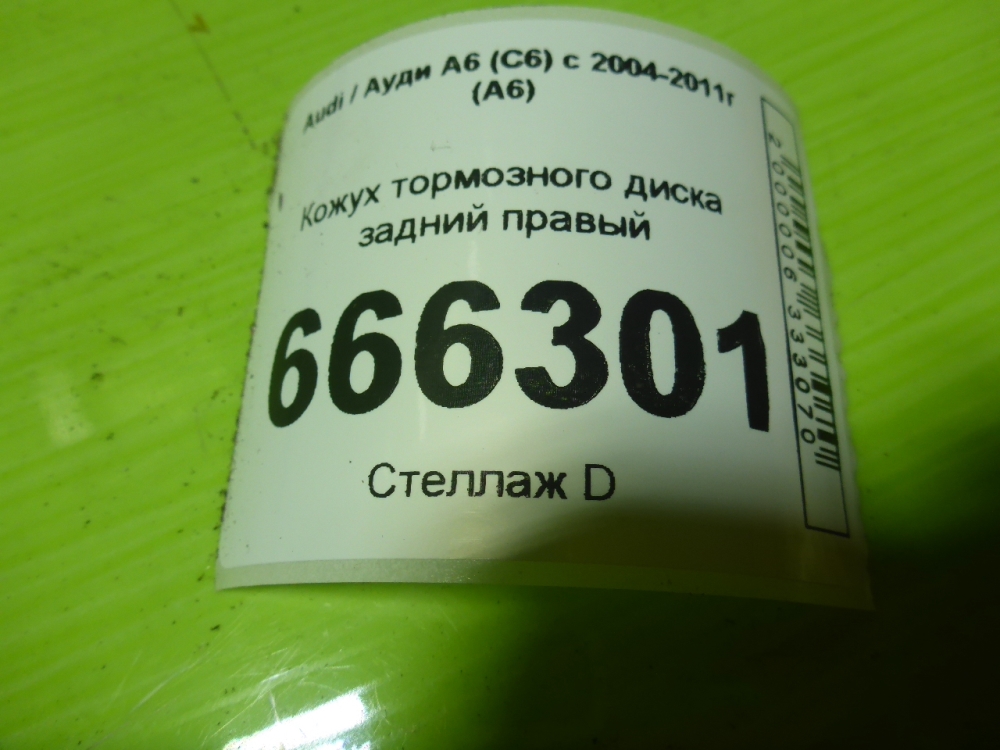 Audi / Ауди А6 (С6) с 2004-2011г
(А6)
Кожух тормозного диска
задний правый
666301
Стеллаж D
2000006333070